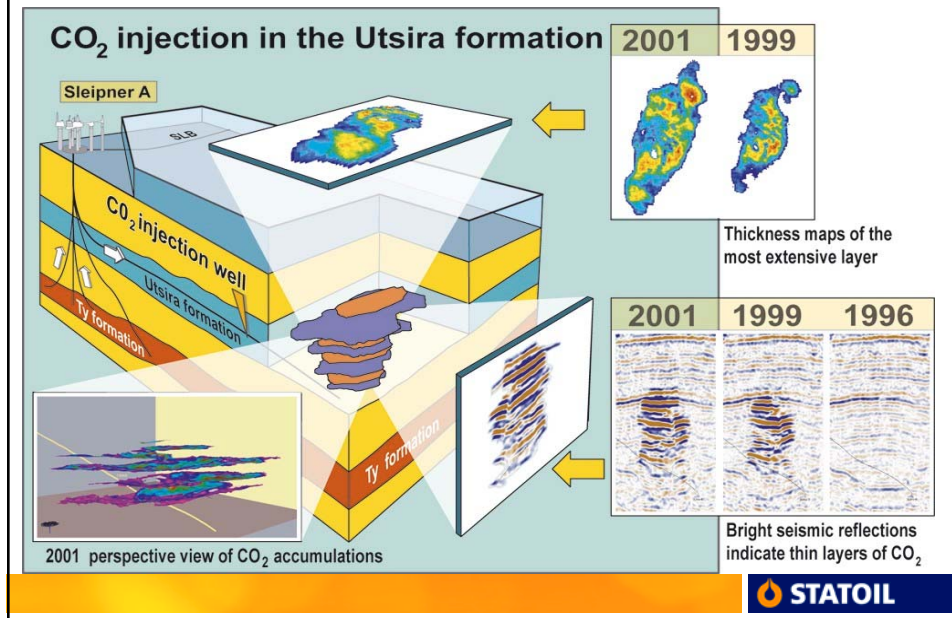 CO₂ injection in the Utsira formation
2001 1999
Sleipner A
SLB
C0₂ injection well
Utsira formation
Ty formation
Thickness maps of the
most extensive layer
2001 1999 1996
Ty formation
Bright seismic reflections
indicate thin layers of CO₂
2001 perspective view of CO₂ accumulations
STATOIL